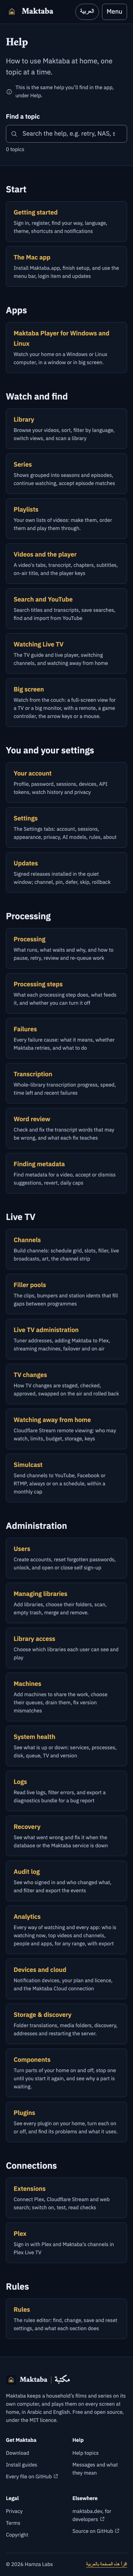 Maktaba
العربية
Menu
Help
How to use Maktaba at home, one
topic at a time.
This is the same help you'll find in the app,
under Help.
Find a topic
Search the help, e.g. retry, NAS, s
0 topics
Start
Getting started
Sign in, register, find your way, language,
theme, shortcuts and notifications
The Mac app
Install Maktaba.app, finish setup, and use the
menu bar, login item and updates
Apps
Maktaba Player for Windows and
Linux
Watch your home on a Windows or Linux
computer, in a window or in big screen.
Watch and find
Library
Browse your videos, sort, filter by language,
switch views, and scan a library
Series
Shows grouped into seasons and episodes,
continue watching, accept episode matches
Playlists
Your own lists of videos: make them, order
them and play them through.
Videos and the player
A video's tabs, transcript, chapters, subtitles,
on-air title, and the player keys
Search and YouTube
Search titles and transcripts, save searches,
find and import from YouTube
Watching Live TV
The TV guide and live player, switching
channels, and watching away from home
Big screen
Watch from the couch: a full-screen view for
a TV or a big monitor, with a remote, a game
controller, the arrow keys or a mouse.
You and your settings
Your account
Profile, password, sessions, devices, API
tokens, watch history and privacy
Settings
The Settings tabs: account, sessions,
appearance, privacy, AI models, rules, about
Updates
Signed releases installed in the quiet
window; channel, pin, defer, skip, rollback
Processing
Processing
What runs, what waits and why, and how to
pause, retry, review and re-queue work
Processing steps
What each processing step does, what feeds
it, and whether you can turn it off
Failures
Every failure cause: what it means, whether
Maktaba retries, and what to do
Transcription
Whole-library transcription progress, speed,
time left and recent failures
Word review
Check and fix the transcript words that may
be wrong, and what each fix teaches
Finding metadata
Find metadata for a video, accept or dismiss
suggestions, revert, daily caps
Live TV
Channels
Build channels: schedule grid, slots, filler, live
broadcasts, art, the channel strip
Filler pools
The clips, bumpers and station idents that fill
gaps between programmes
Live TV administration
Tuner addresses, adding Maktaba to Plex,
streaming machines, failover and on air
TV changes
How TV changes are staged, checked,
approved, swapped on the air and rolled back
Watching away from home
Cloudflare Stream remote viewing: who may
watch, limits, budget, storage, keys
Simulcast
Send channels to YouTube, Facebook or
RTMP, always or on a schedule, within a
monthly cap
Administration
Users
Create accounts, reset forgotten passwords,
unlock, and open or close self sign-up
Managing libraries
Add libraries, choose their folders, scan,
empty trash, merge and remove.
Library access
Choose which libraries each user can see and
play
Machines
Add machines to share the work, choose
their queues, drain them, fix version
mismatches
System health
What is up or down: services, processes,
disk, queue, TV and version
Logs
Read live logs, filter errors, and export a
diagnostics bundle for a bug report
Recovery
See what went wrong and fix it when the
database or the Maktaba service is down
Audit log
See who signed in and who changed what,
and filter and export the events
Analytics
Every way of watching and every app: who is
watching now, top videos and channels,
people and apps, for any range, with export
Devices and cloud
Notification devices, your plan and licence,
and the Maktaba Cloud connection
Storage & discovery
Folder translations, media folders, discovery,
addresses and restarting the server.
Components
Turn parts of your home on and off, stop one
until you start it again, and see why a part is
waiting.
Plugins
See every plugin on your home, turn each on
or off, and find its problems and what it uses.
Connections
Extensions
Connect Plex, Cloudflare Stream and web
search; switch on, test, read checks
Plex
Sign in with Plex and Maktaba's channels in
Plex Live TV
Rules
Rules
The rules editor: find, change, save and reset
settings, and what each section does
Maktaba | مكتبة
Maktaba keeps a household's films and series on its
own computer, and plays them on every screen at
home, in Arabic and English. Free and open source,
under the MIT licence.
Get Maktaba
Download
Install guides
Every file on GitHub
Help
Help topics
Messages and what
they mean
Legal
Privacy
Terms
Copyright
Elsewhere
maktaba.dev, for
developers
Source on GitHub
© 2026 Hamza Labs
اقرأ هذه الصفحة بالعربية